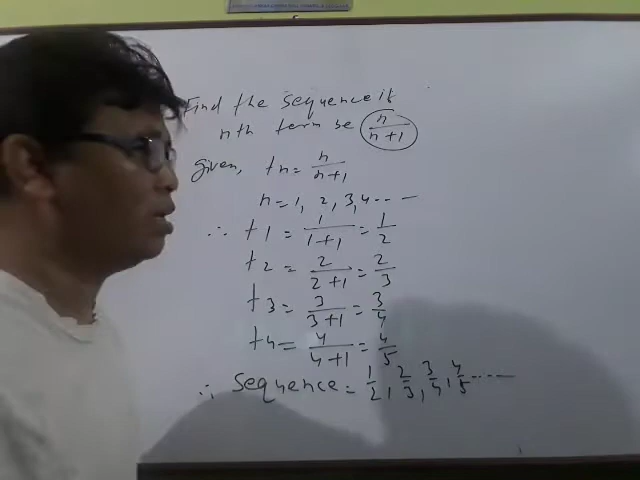 Find the sequence if
nth term be n/n+1
given, tn = n/n+1
n = 1, 2, 3, 4 ... —
∴ t1 = 1/1+1 = 1/2
t2 = 2/2+1 = 2/3
t3 = 3/3+1 = 3/4
t4 = 4/4+1 = 4/5
∴ Sequence = 1/2, 2/3, 3/4, 4/5 ......